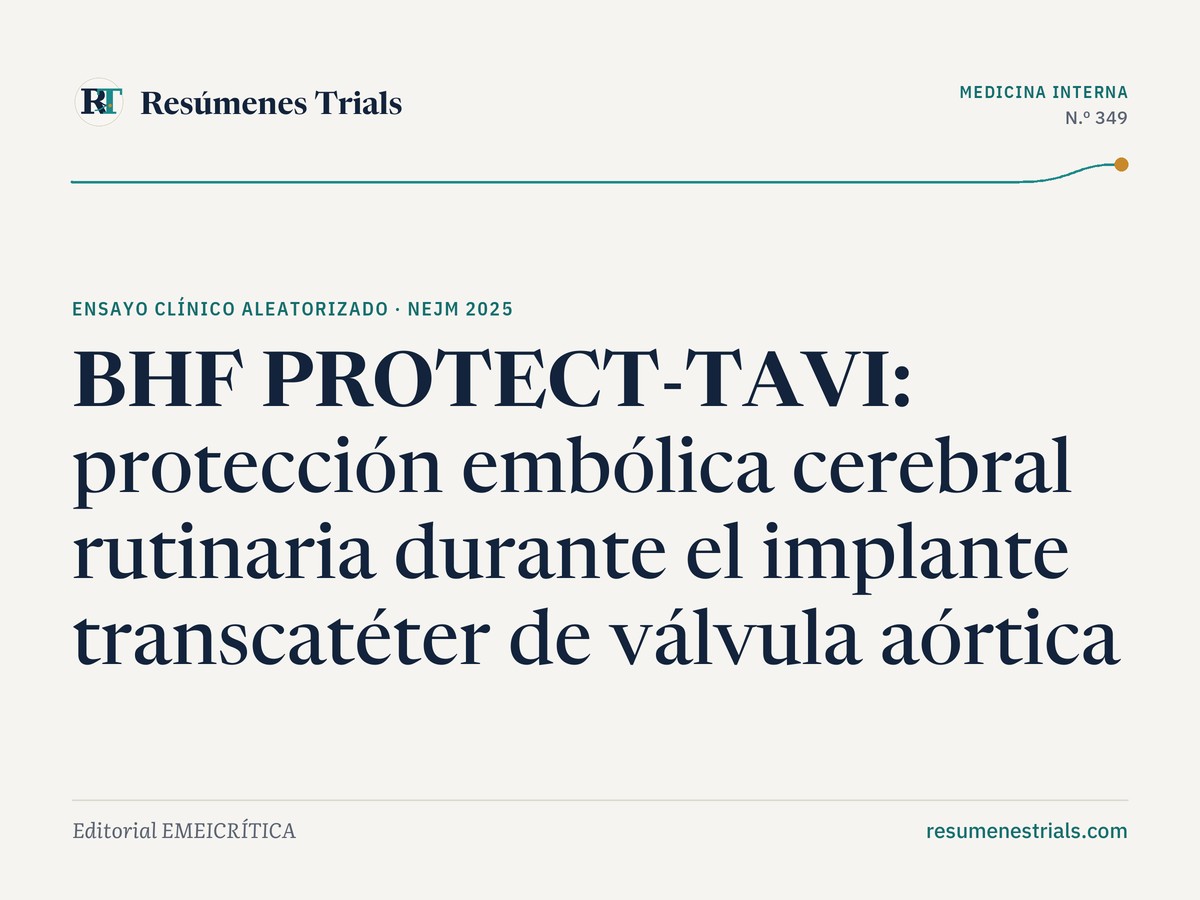 RT Resúmenes Trials
MEDICINA INTERNA
N.º 349
ENSAYO CLÍNICO ALEATORIZADO · NEJM 2025
BHF PROTECT-TAVI:
protección embólica cerebral
rutinaria durante el implante
transcatéter de válvula aórtica
Editorial EMEICRÍTICA
resumenestrials.com